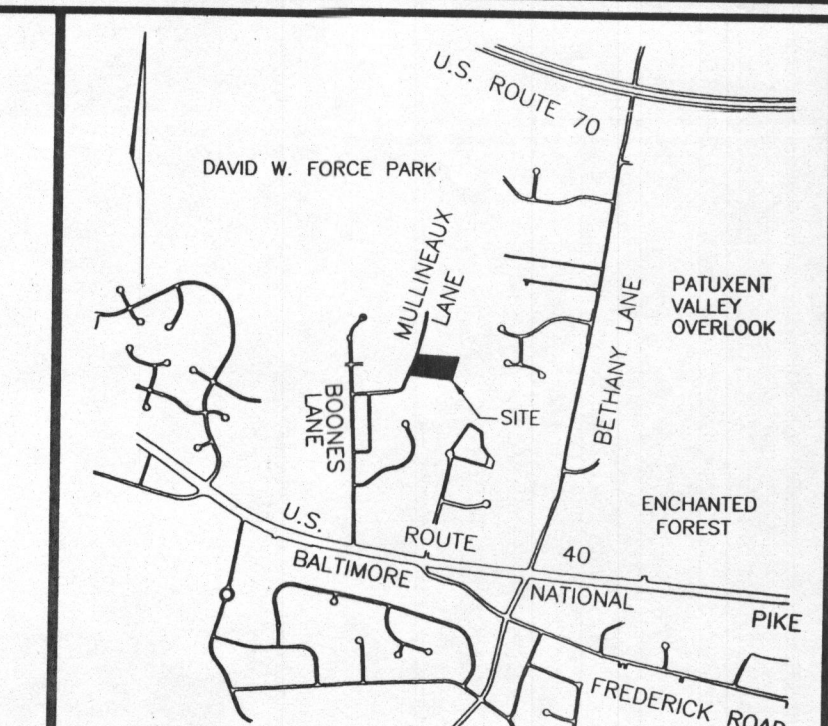 U.S. ROUTE 70
DAVID W. FORCE PARK
MULLINEAUX
LANE
PATUXENT
VALLEY
OVERLOOK
BETHANY LANE
BOONES
LANE
SITE
ENCHANTED
FOREST
U.S. ROUTE 40
BALTIMORE NATIONAL PIKE
FREDERICK ROAD